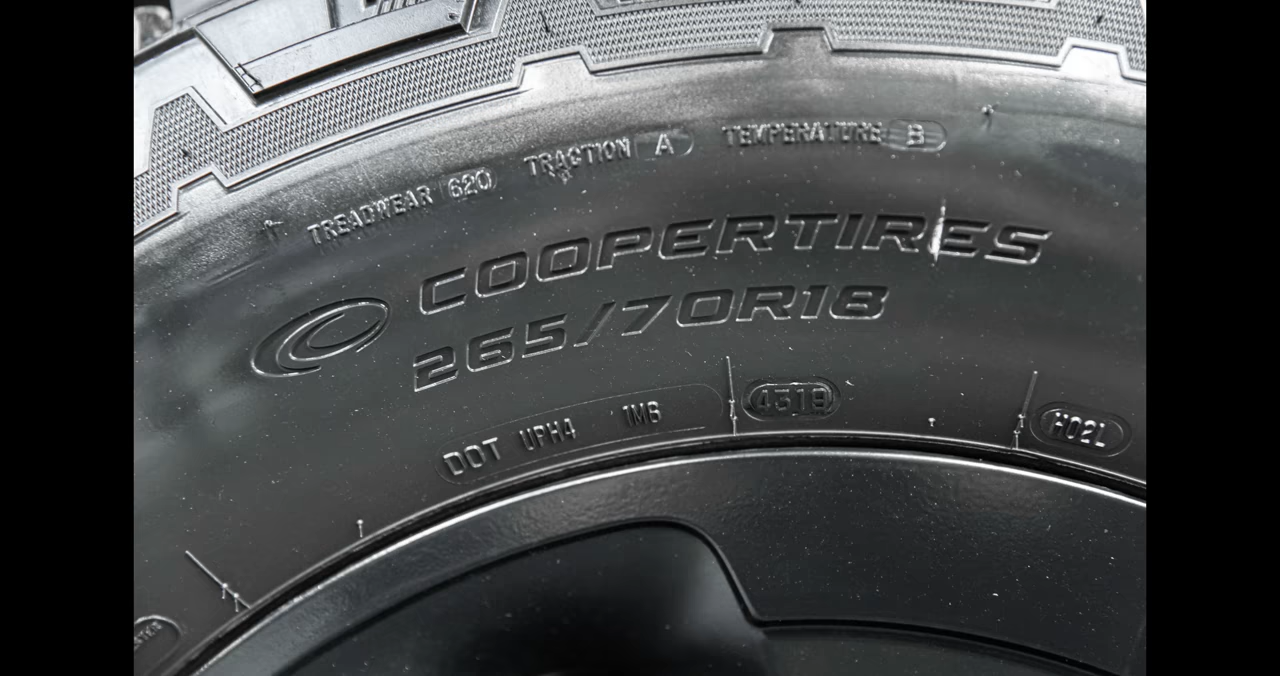 TREADWEAR 620 TRACTION A TEMPERATURE B
COOPERTIRES
265/70R18
DOT UPH4 1M6 4319 H02L